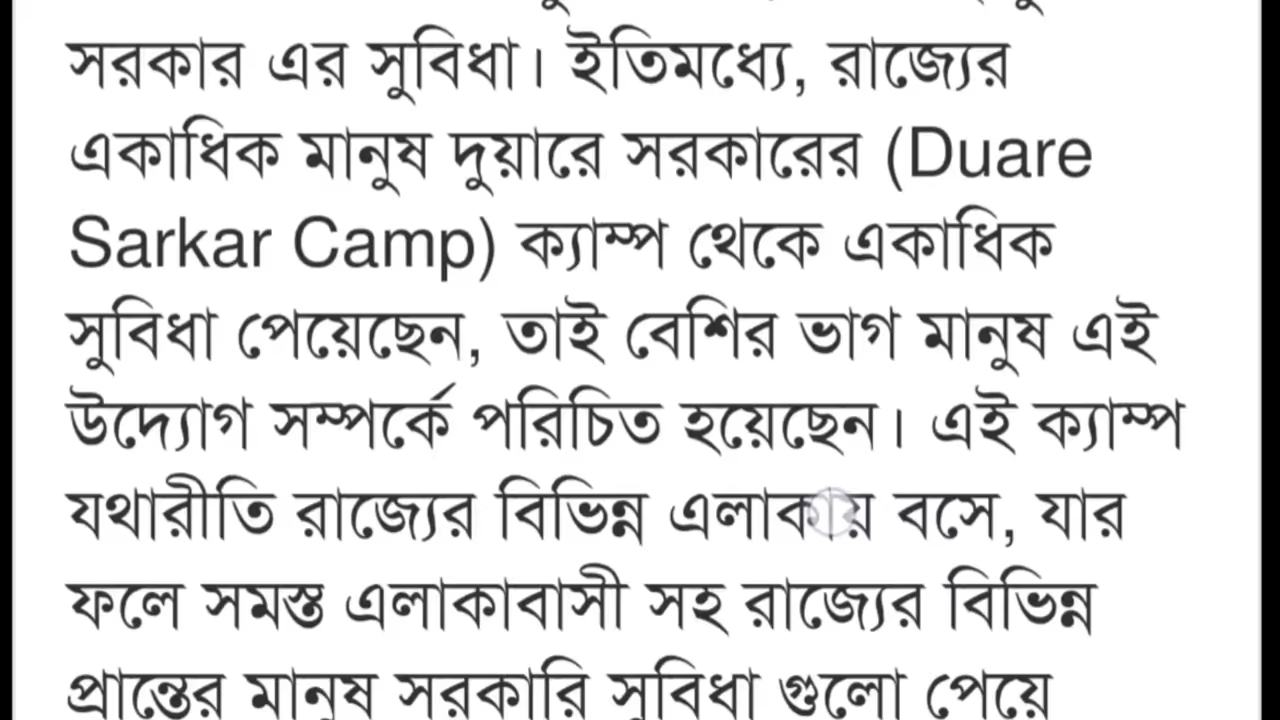 সরকার এর সুবিধা। ইতিমধ্যে, রাজ্যের
একাধিক মানুষ দুয়ারে সরকারের (Duare
Sarkar Camp) ক্যাম্প থেকে একাধিক
সুবিধা পেয়েছেন, তাই বেশির ভাগ মানুষ এই
উদ্যোগ সম্পর্কে পরিচিত হয়েছেন। এই ক্যাম্প
যথারীতি রাজ্যের বিভিন্ন এলাকায় বসে, যার
ফলে সমস্ত এলাকাবাসী সহ রাজ্যের বিভিন্ন
প্রান্তের মানুষ সরকারি সুবিধা গুলো পেয়ে